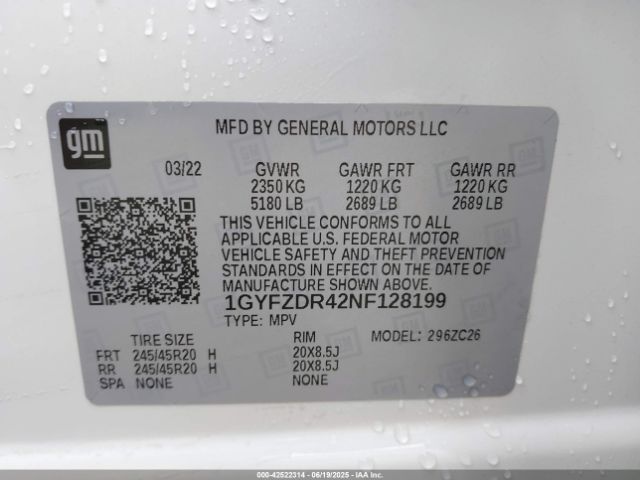 gm
MFD BY GENERAL MOTORS LLC
03/22 GVWR GAWR FRT GAWR RR
2350 KG 1220 KG 1220 KG
5180 LB 2689 LB 2689 LB
THIS VEHICLE CONFORMS TO ALL
APPLICABLE U.S. FEDERAL MOTOR
VEHICLE SAFETY AND THEFT PREVENTION
STANDARDS IN EFFECT ON THE DATE OF
MANUFACTURE SHOWN ABOVE.
1GYFZDR42NF128199
TYPE: MPV
TIRE SIZE RIM MODEL: 296ZC26
FRT 245/45R20 H 20X8.5J
RR 245/45R20 H 20X8.5J
SPA NONE NONE
000-42522314 - 06/19/2025 - IAAI.COM